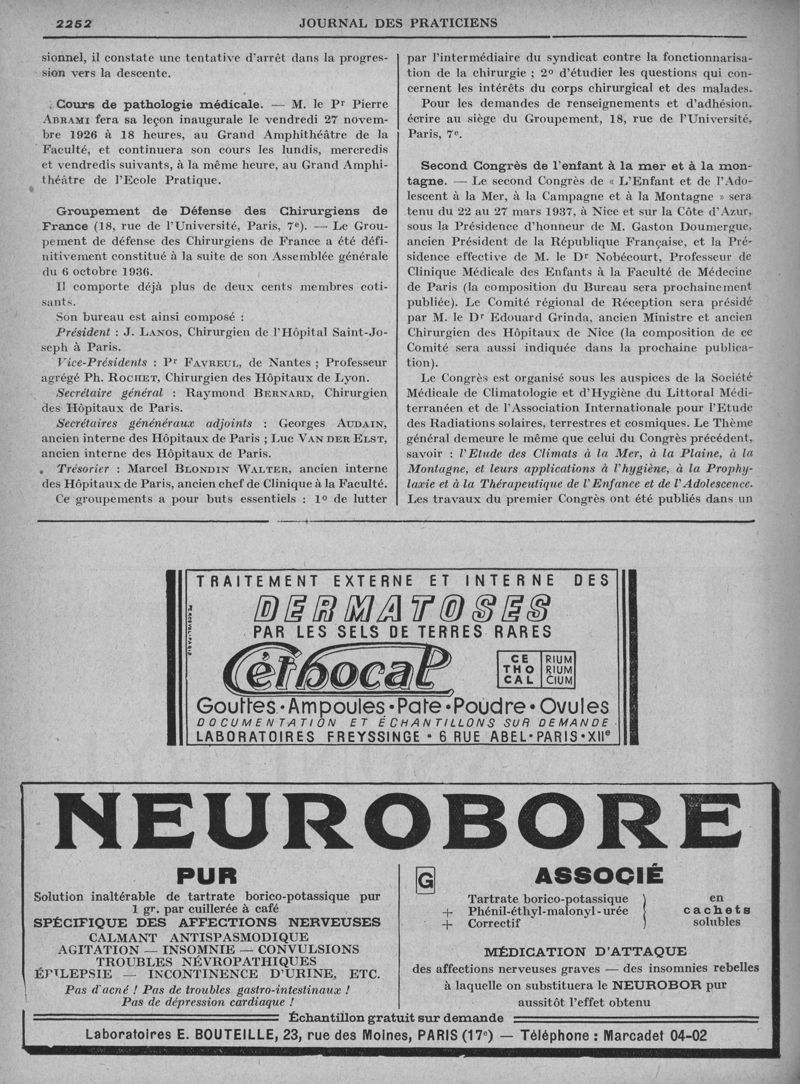 2252
JOURNAL DES PRATICIENS
sionnel, il constate une tentative d'arrêt dans la progres-
sion vers la descente.
Cours de pathologie médicale. — M. le Pr Pierre
ABRAMI fera sa leçon inaugurale le vendredi 27 novem-
bre 1926 à 18 heures, au Grand Amphithéâtre de la
Faculté, et continuera son cours les lundis, mercredis
et vendredis suivants, à la même heure, au Grand Amphi-
théâtre de l'Ecole Pratique.
Groupement de Défense des Chirurgiens de
France (18, rue de l'Université, Paris, 7e). — Le Grou-
pement de défense des Chirurgiens de France a été défi-
nitivement constitué à la suite de son Assemblée générale
du 6 octobre 1936.
Il comporte déjà plus de deux cents membres coti-
sants.
Son bureau est ainsi composé :
Président : J. LANOS, Chirurgien de l'Hôpital Saint-Jo-
seph à Paris.
Vice-Présidents : Pr FAVREUL, de Nantes ; Professeur
agrégé Ph. ROCHET, Chirurgien des Hôpitaux de Lyon.
Secrétaire général : Raymond BERNARD, Chirurgien
des Hôpitaux de Paris.
Secrétaires généneraux adjoints : Georges AUDAIN,
ancien interne des Hôpitaux de Paris ; Luc VAN DER ELST,
ancien interne des Hôpitaux de Paris.
Trésorier : Marcel BLONDIN WALTER, ancien interne
des Hôpitaux de Paris, ancien chef de Clinique à la Faculté.
Ce groupements a pour buts essentiels : 1o de lutter
par l'intermédiaire du syndicat contre la fonctionnarisa-
tion de la chirurgie ; 2o d'étudier les questions qui con-
cernent les intérêts du corps chirurgical et des malades.
Pour les demandes de renseignements et d'adhésion,
écrire au siège du Groupement, 18, rue de l'Université,
Paris, 7e.
Second Congrès de l'enfant à la mer et à la mon-
tagne. — Le second Congrès de « L'Enfant et de l'Ado-
lescent à la Mer, à la Campagne et à la Montagne » sera
tenu du 22 au 27 mars 1937, à Nice et sur la Côte d'Azur,
sous la Présidence d'honneur de M. Gaston Doumergue,
ancien Président de la République Française, et la Pré-
sidence effective de M. le Dr Nobécourt, Professeur de
Clinique Médicale des Enfants à la Faculté de Médecine
de Paris (la composition du Bureau sera prochainement
publiée). Le Comité régional de Réception sera présidé
par M. le Dr Edouard Grinda, ancien Ministre et ancien
Chirurgien des Hôpitaux de Nice (la composition de ce
Comité sera aussi indiquée dans la prochaine publica-
tion).
Le Congrès est organisé sous les auspices de la Société
Médicale de Climatologie et d'Hygiène du Littoral Médi-
terranéen et de l'Association Internationale pour l'Etude
des Radiations solaires, terrestres et cosmiques. Le Thème
général demeure le même que celui du Congrès précédent,
savoir : l'Etude des Climats à la Mer, à la Plaine, à la
Montagne, et leurs applications à l'hygiène, à la Prophy-
laxie et à la Thérapeutique de l'Enfance et de l'Adolescence.
Les travaux du premier Congrès ont été publiés dans un
TRAITEMENT EXTERNE ET INTERNE DES
DERMATOSES
PAR LES SELS DE TERRES RARES
Céthocal
CE RIUM
THO RIUM
CAL CIUM
Gouttes•Ampoules•Pate•Poudre•Ovules
DOCUMENTATION ET ÉCHANTILLONS SUR DEMANDE
LABORATOIRES FREYSSINGE • 6 RUE ABEL•PARIS•XIIe
NEUROBORE
PUR
Solution inaltérable de tartrate borico-potassique pur
1 gr. par cuillerée à café
SPÉCIFIQUE DES AFFECTIONS NERVEUSES
CALMANT ANTISPASMODIQUE
AGITATION — INSOMNIE — CONVULSIONS
TROUBLES NÉVROPATHIQUES
ÉPILEPSIE — INCONTINENCE D'URINE, ETC.
Pas d'acné ! Pas de troubles gastro-intestinaux !
Pas de dépression cardiaque !
G
ASSOCIÉ
Tartrate borico-potassique
+ Phénil-éthyl-malonyl-urée
+ Correctif
en
cachets
solubles
MÉDICATION D'ATTAQUE
des affections nerveuses graves — des insomnies rebelles
à laquelle on substituera le NEUROBOR pur
aussitôt l'effet obtenu
Échantillon gratuit sur demande
Laboratoires E. BOUTEILLE, 23, rue des Moines, PARIS (17e) — Téléphone : Marcadet 04-02